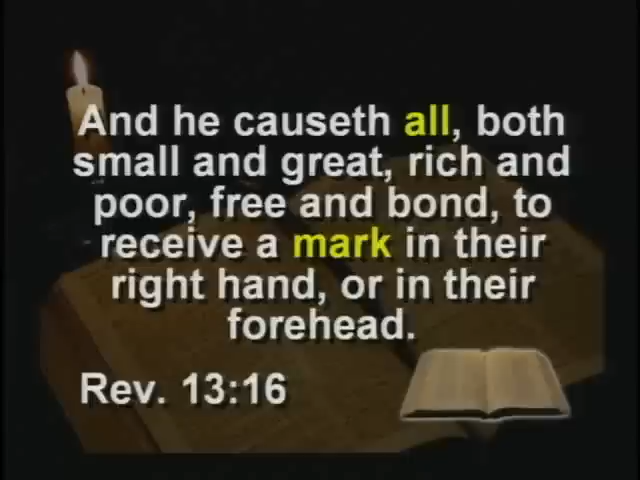 And he causeth all, both
small and great, rich and
poor, free and bond, to
receive a mark in their
right hand, or in their
forehead.
Rev. 13:16